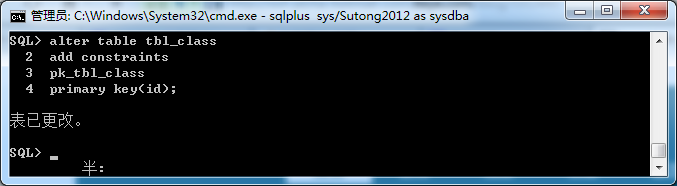 管理员: C:\Windows\System32\cmd.exe - sqlplus  sys/Sutong2012 as sysdba
SQL> alter table tbl_class
  2  add constraints
  3  pk_tbl_class
  4  primary key(id);
表已更改。
SQL> _
半: